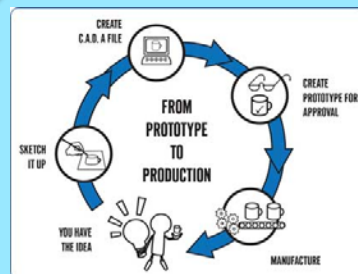 CREATE
C.A.D. A FILE
CREATE
PROTOTYPE FOR
APPROVAL
FROM
PROTOTYPE
TO
PRODUCTION
SKETCH
IT UP
YOU HAVE
THE IDEA
MANUFACTURE